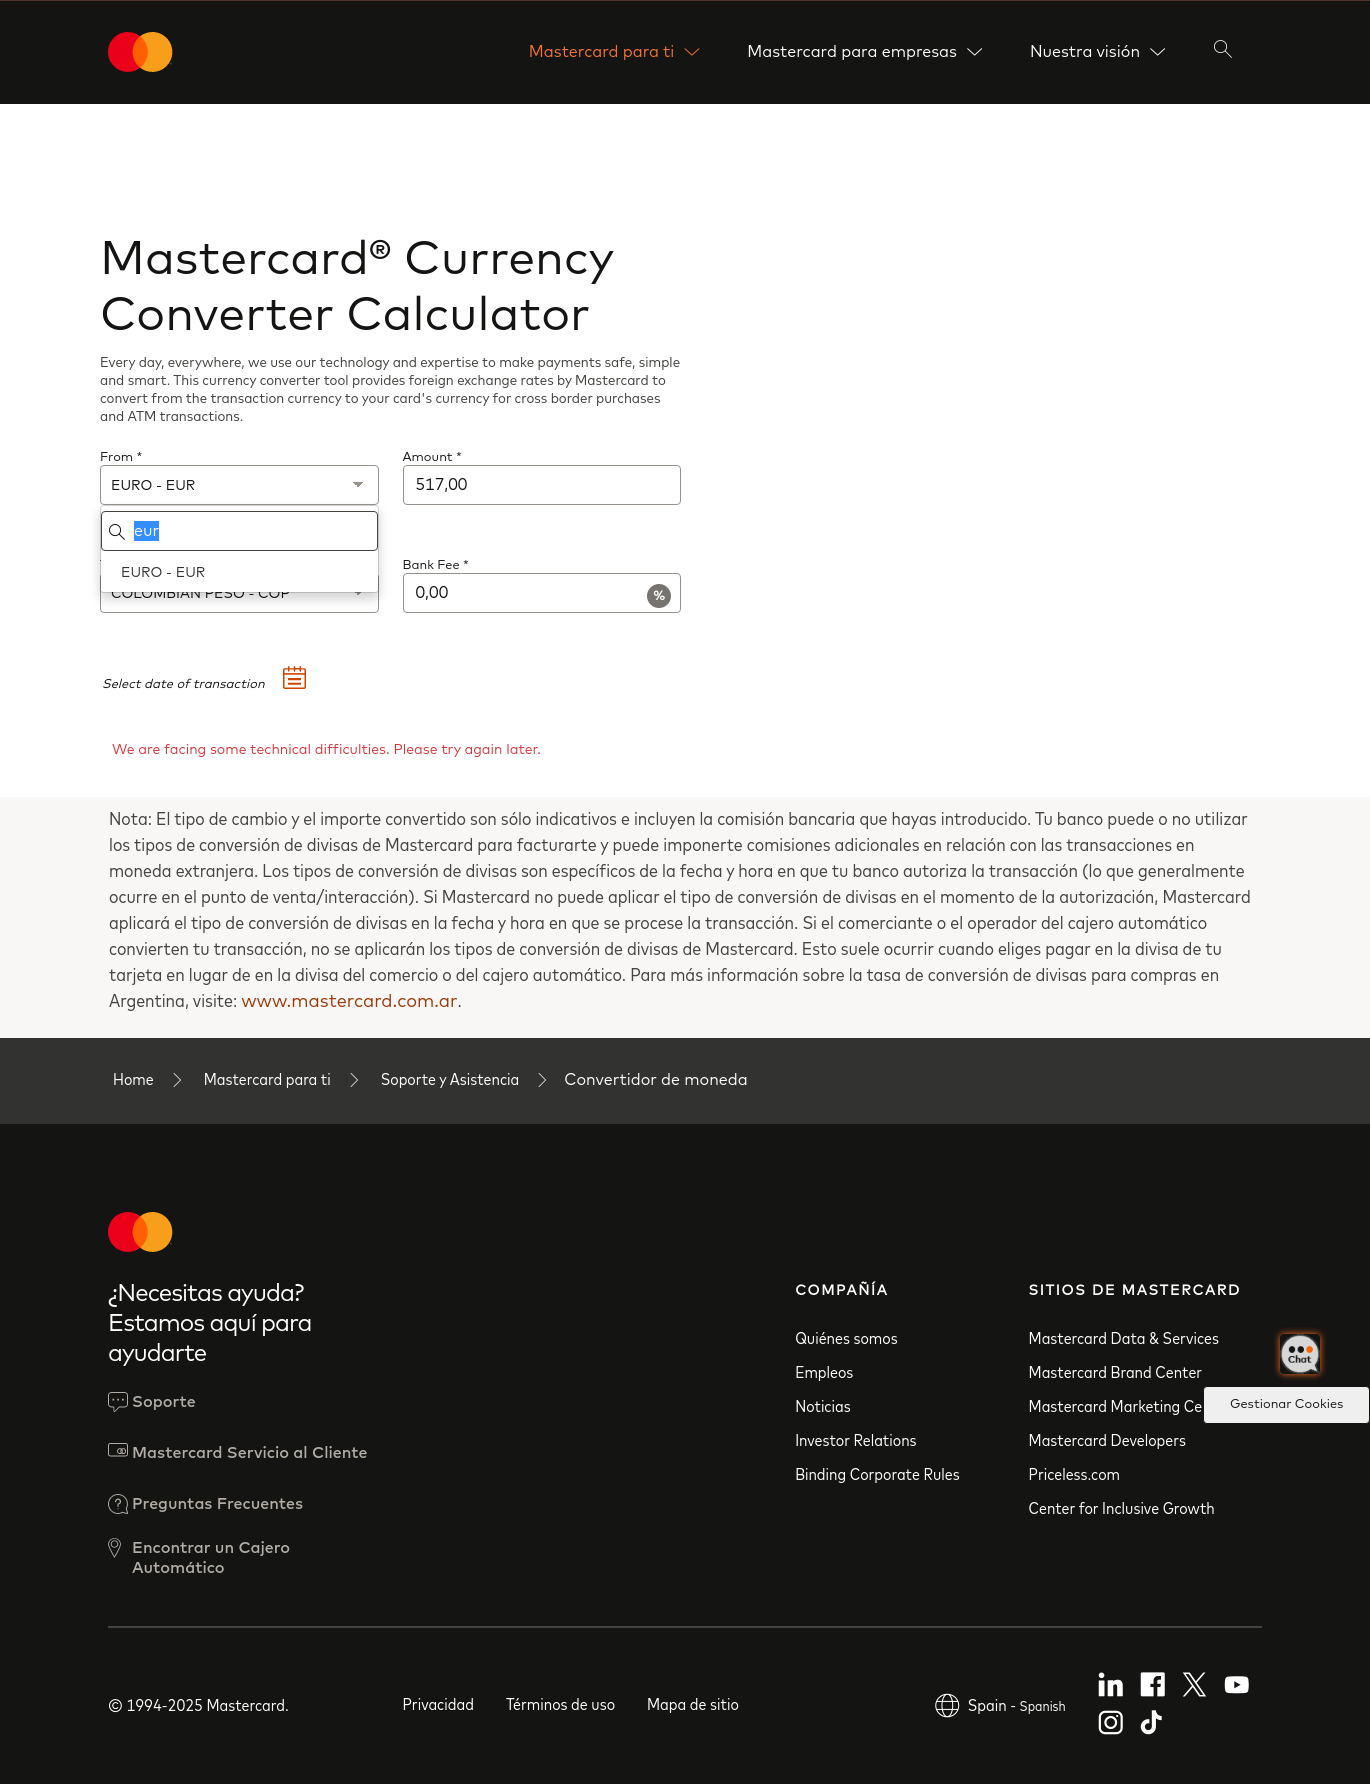 Mastercard para ti
Mastercard para empresas
Nuestra visión
Mastercard® Currency
Converter Calculator
Every day, everywhere, we use our technology and expertise to make payments safe, simple
and smart. This currency converter tool provides foreign exchange rates by Mastercard to
convert from the transaction currency to your card's currency for cross border purchases
and ATM transactions.
From *
Amount *
EURO - EUR
517,00
eur
EURO - EUR
Bank Fee *
COLOMBIAN PESO - COP
0,00
%
Select date of transaction
We are facing some technical difficulties. Please try again later.
Nota: El tipo de cambio y el importe convertido son sólo indicativos e incluyen la comisión bancaria que hayas introducido. Tu banco puede o no utilizar
los tipos de conversión de divisas de Mastercard para facturarte y puede imponerte comisiones adicionales en relación con las transacciones en
moneda extranjera. Los tipos de conversión de divisas son específicos de la fecha y hora en que tu banco autoriza la transacción (lo que generalmente
ocurre en el punto de venta/interacción). Si Mastercard no puede aplicar el tipo de conversión de divisas en el momento de la autorización, Mastercard
aplicará el tipo de conversión de divisas en la fecha y hora en que se procese la transacción. Si el comerciante o el operador del cajero automático
convierten tu transacción, no se aplicarán los tipos de conversión de divisas de Mastercard. Esto suele ocurrir cuando eliges pagar en la divisa de tu
tarjeta en lugar de en la divisa del comercio o del cajero automático. Para más información sobre la tasa de conversión de divisas para compras en
Argentina, visite: www.mastercard.com.ar.
Home
Mastercard para ti
Soporte y Asistencia
Convertidor de moneda
¿Necesitas ayuda?
Estamos aquí para
ayudarte
Soporte
Mastercard Servicio al Cliente
Preguntas Frecuentes
Encontrar un Cajero
Automático
COMPAÑÍA
Quiénes somos
Empleos
Noticias
Investor Relations
Binding Corporate Rules
SITIOS DE MASTERCARD
Mastercard Data & Services
Mastercard Brand Center
Mastercard Marketing Ce
Mastercard Developers
Priceless.com
Center for Inclusive Growth
Chat
Gestionar Cookies
© 1994-2025 Mastercard.
Privacidad
Términos de uso
Mapa de sitio
Spain - Spanish